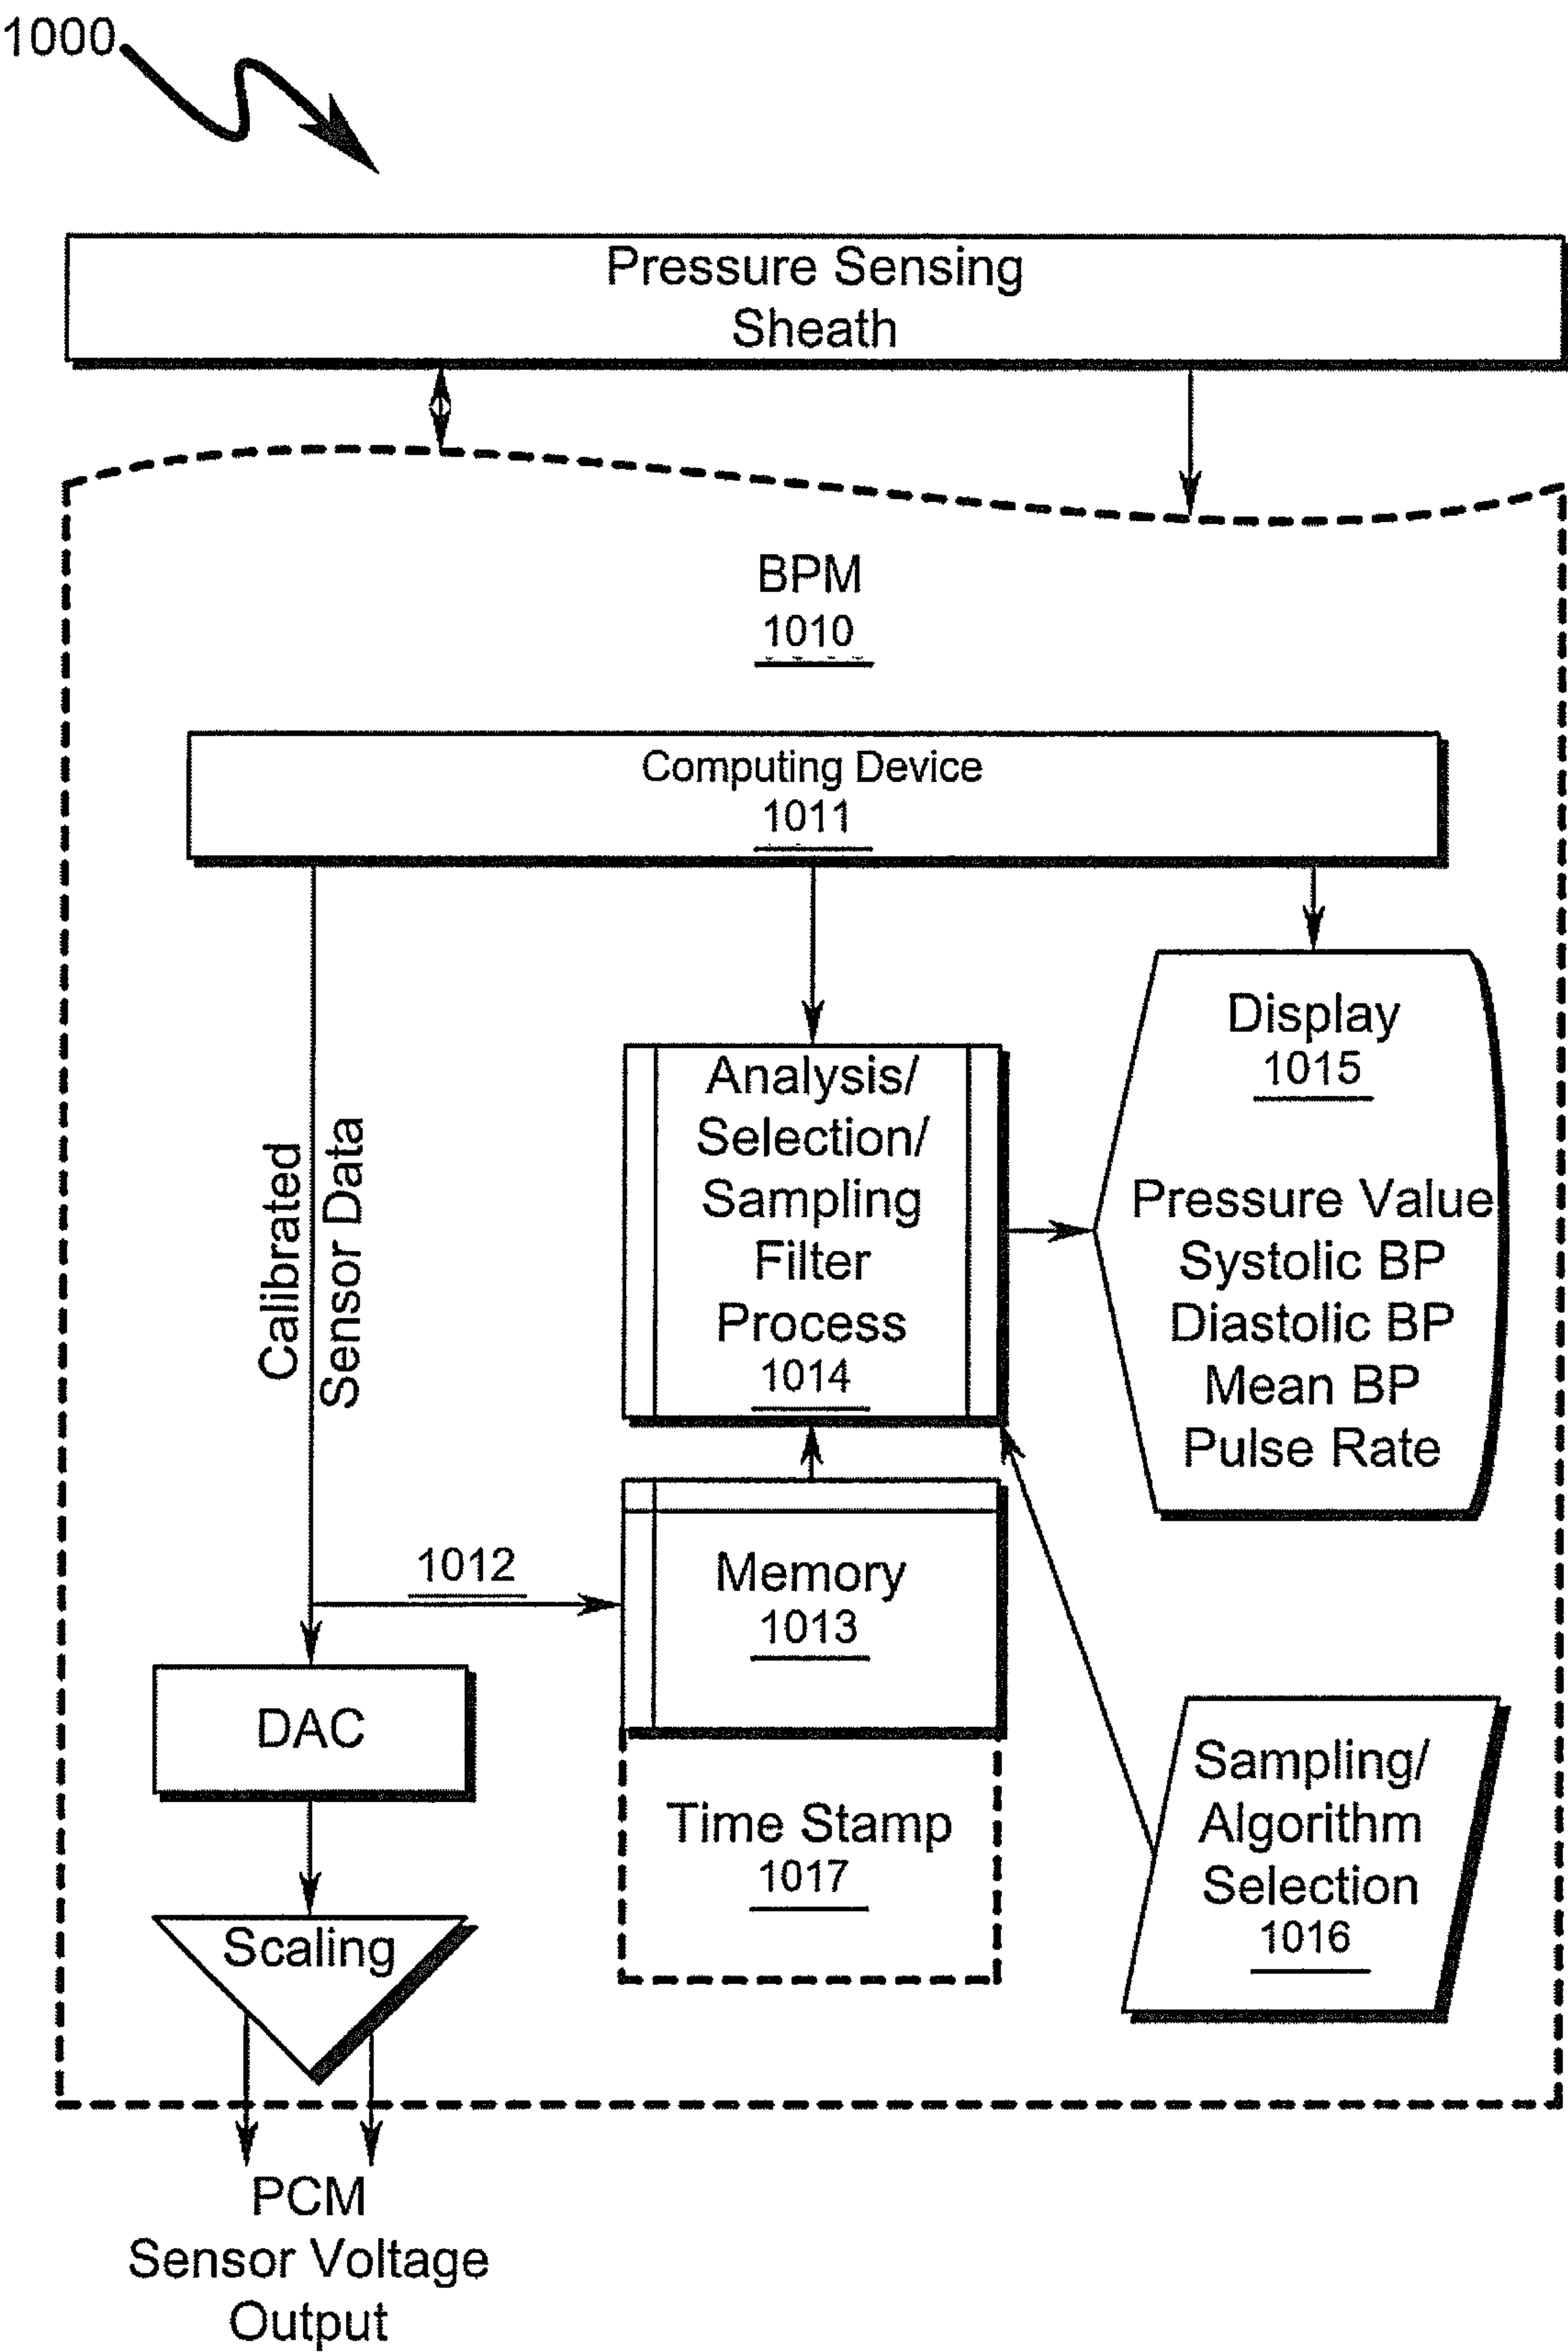 1000
Pressure Sensing
Sheath
BPM
1010
Computing Device
1011
Calibrated
Sensor Data
Analysis/
Selection/
Sampling
Filter
Process
1014
Display
1015
Pressure Value
Systolic BP
Diastolic BP
Mean BP
Pulse Rate
1012
Memory
1013
DAC
Time Stamp
1017
Sampling/
Algorithm
Selection
1016
Scaling
PCM
Sensor Voltage
Output